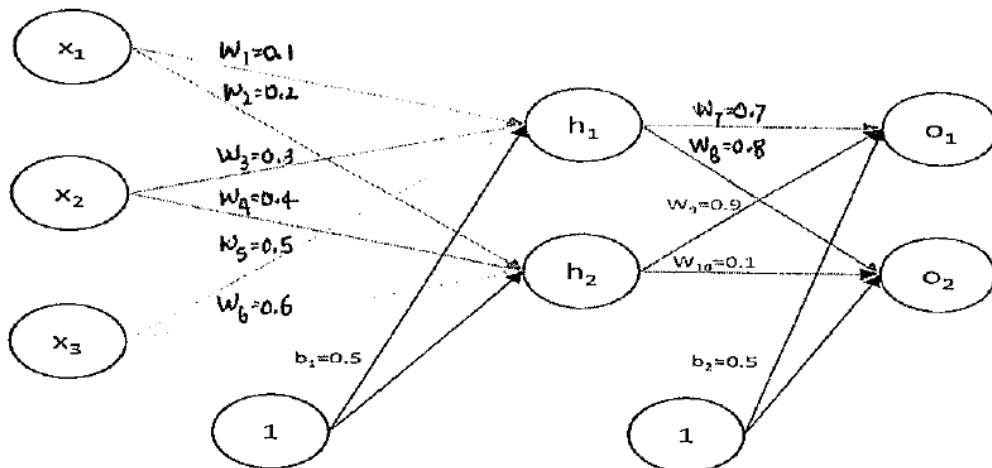 x₁
W₁=0.1
W₂=0.2
h₁
W₇=0.7
W₈=0.8
o₁
x₂
W₃=0.3
W₄=0.4
W₉=0.9
W₅=0.5
h₂
W₁₀=0.1
o₂
x₃
W₆=0.6
b₁=0.5
b₂=0.5
1
1